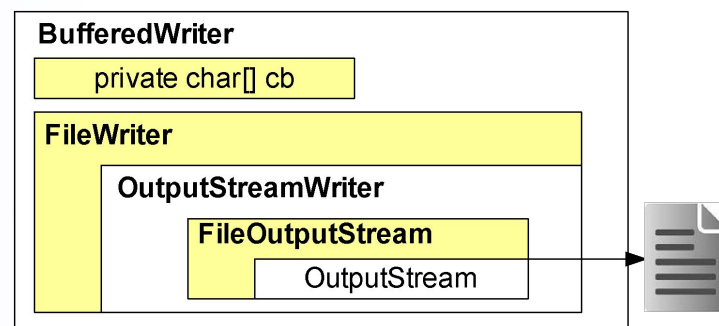 BufferedWriter
private char[] cb
FileWriter
OutputStreamWriter
FileOutputStream
OutputStream